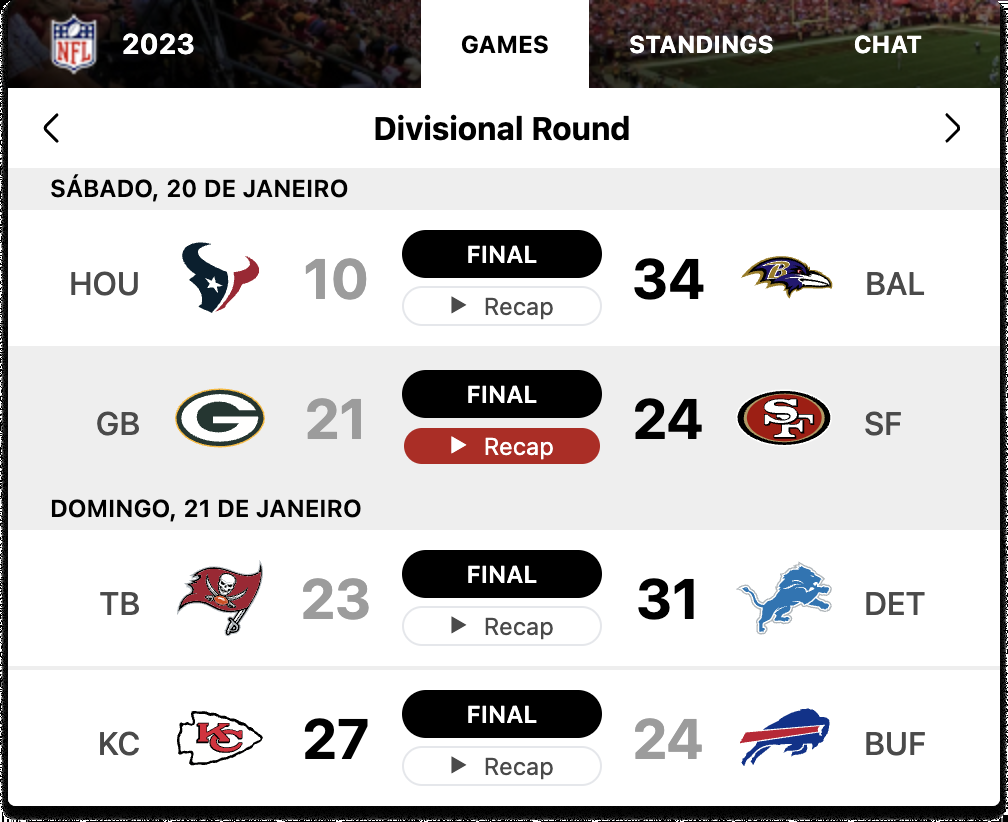 NFL 2023 GAMES STANDINGS CHAT
Divisional Round
SÁBADO, 20 DE JANEIRO
HOU 10 FINAL 34 BAL
Recap
GB G 21 FINAL 24 SF SF
Recap
DOMINGO, 21 DE JANEIRO
TB 23 FINAL 31 DET
Recap
KC KC 27 FINAL 24 BUF
Recap